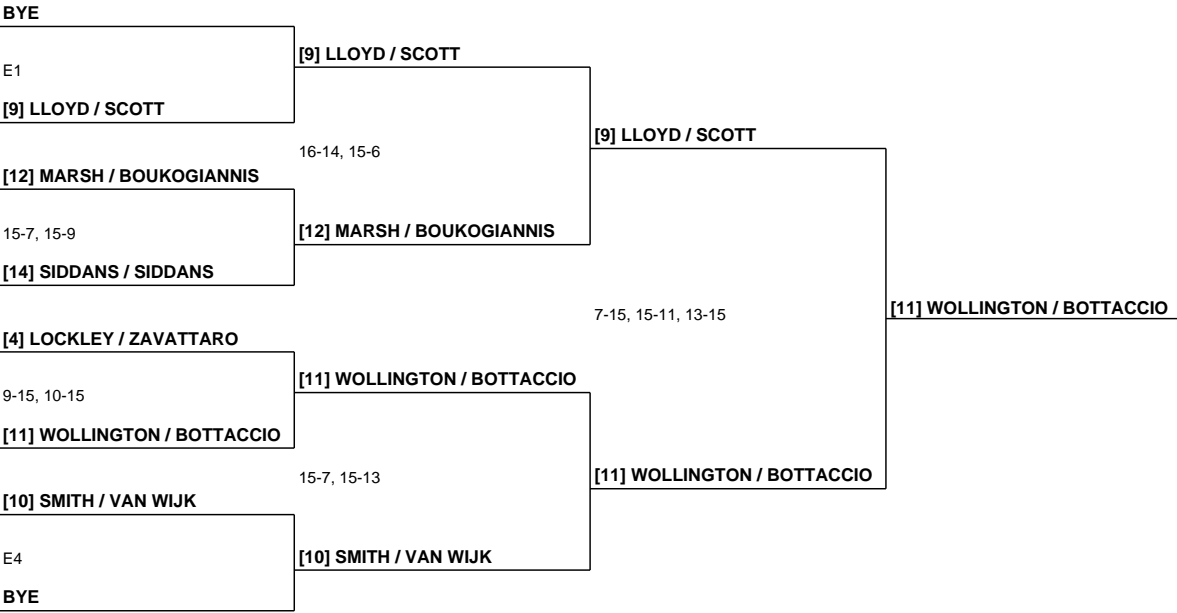 BYE
E1
[9] LLOYD / SCOTT
[12] MARSH / BOUKOGIANNIS
15-7, 15-9
[14] SIDDANS / SIDDANS
[4] LOCKLEY / ZAVATTARO
9-15, 10-15
[11] WOLLINGTON / BOTTACCIO
[10] SMITH / VAN WIJK
E4
BYE
[9] LLOYD / SCOTT
16-14, 15-6
[12] MARSH / BOUKOGIANNIS
[11] WOLLINGTON / BOTTACCIO
15-7, 15-13
[10] SMITH / VAN WIJK
[9] LLOYD / SCOTT
7-15, 15-11, 13-15
[11] WOLLINGTON / BOTTACCIO
[11] WOLLINGTON / BOTTACCIO